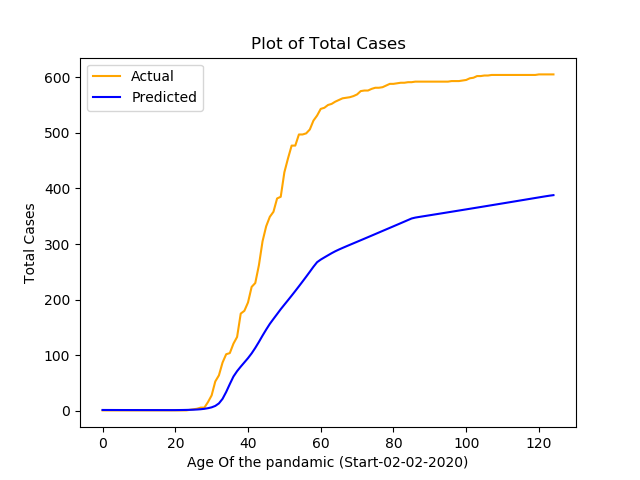 Plot of Total Cases
Actual
Predicted
600
500
400
300
200
100
0
Total Cases
0 20 40 60 80 100 120
Age Of the pandamic (Start-02-02-2020)